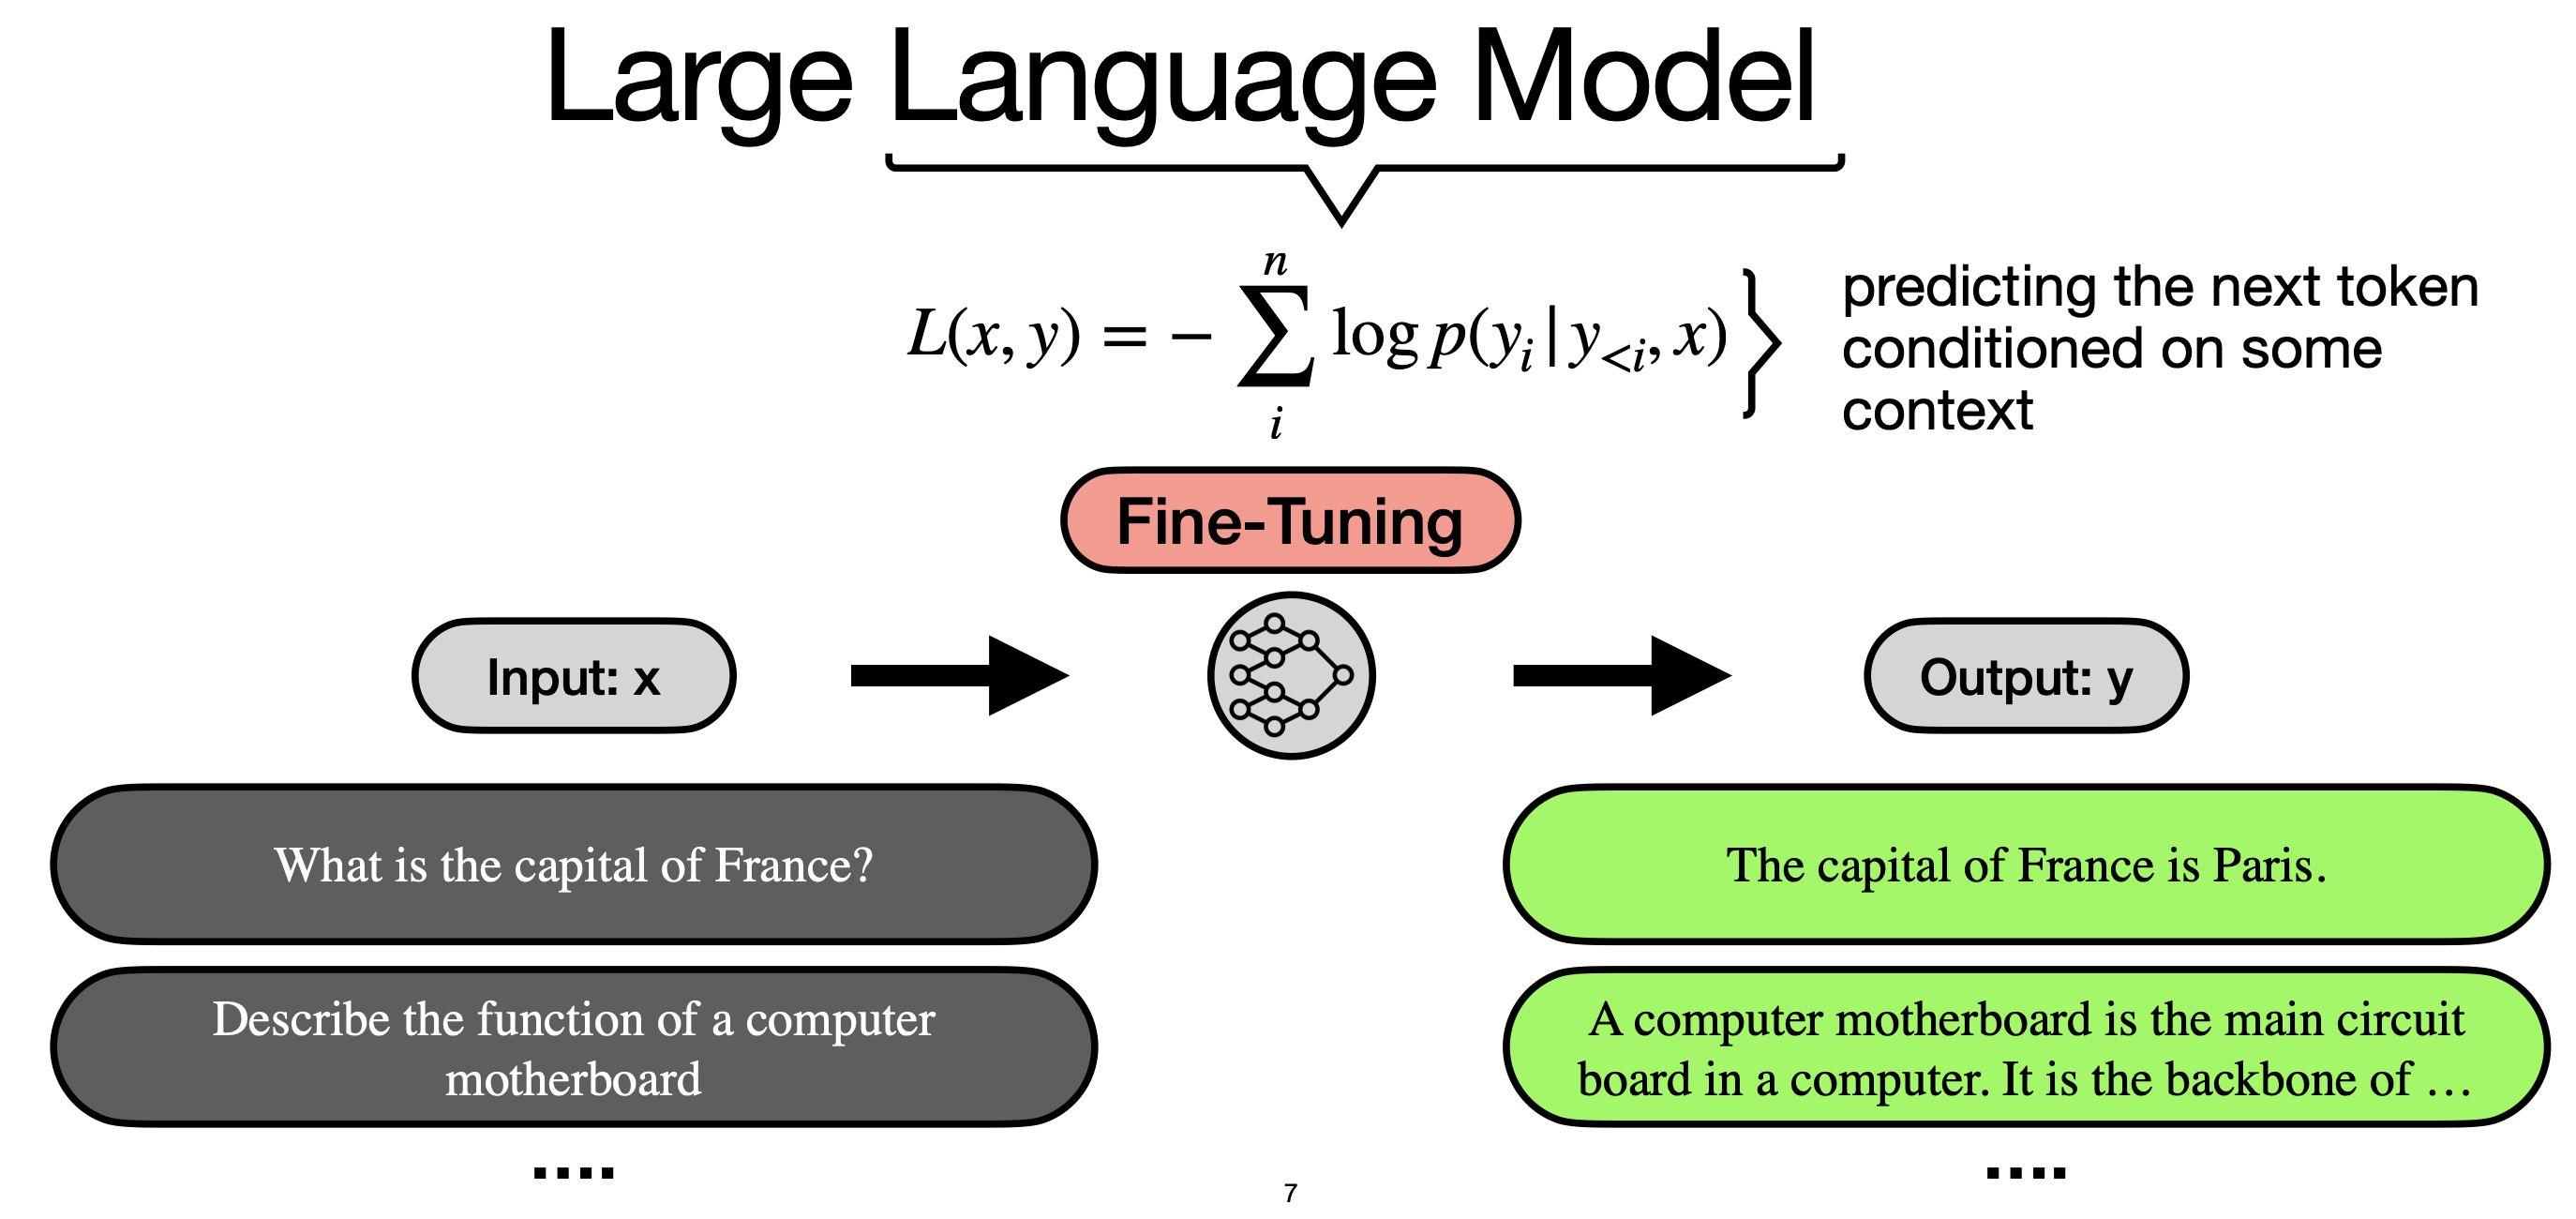 Large Language Model
L(x, y) = − ∑ᵢⁿ log p(yᵢ | y<ᵢ, x)
predicting the next token
conditioned on some
context
Fine-Tuning
Input: x
Output: y
What is the capital of France?
The capital of France is Paris.
Describe the function of a computer
motherboard
A computer motherboard is the main circuit
board in a computer. It is the backbone of …
....
....
7